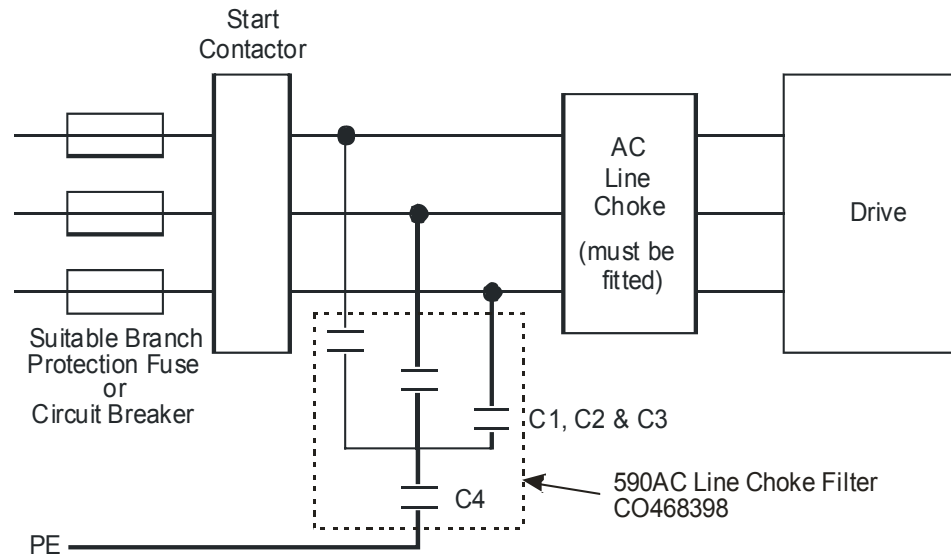 Start
Contactor
AC
Line
Choke
(must be
fitted)
Drive
Suitable Branch
Protection Fuse
or
Circuit Breaker
C1, C2 & C3
C4
590AC Line Choke Filter
CO468398
PE